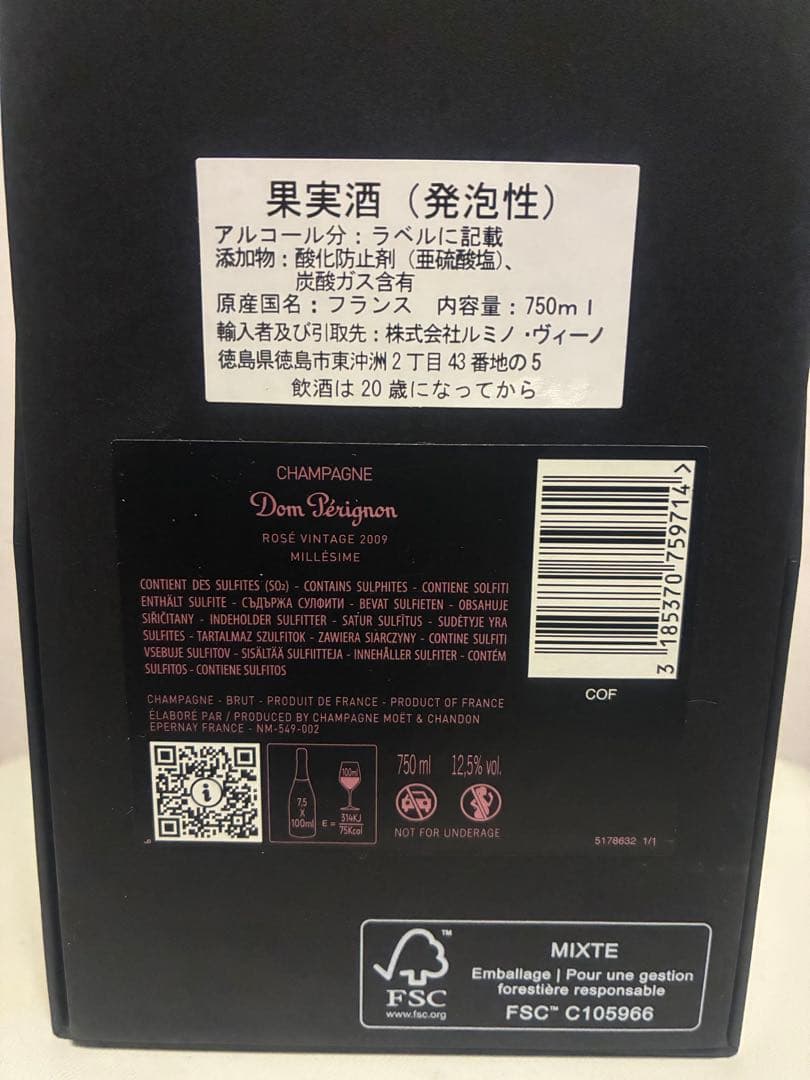 果実酒（発泡性）
アルコール分：ラベルに記載
添加物：酸化防止剤（亜硫酸塩）、
炭酸ガス含有
原産国名：フランス 内容量：750ml
輸入者及び引取先：株式会社ルミノ・ヴィーノ
徳島県徳島市東沖洲2丁目43番地の5
飲酒は20歳になってから
CHAMPAGNE
Dom Pérignon
ROSÉ VINTAGE 2009
MILLÉSIME
CONTIENT DES SULFITES (SO₂) - CONTAINS SULPHITES - CONTIENE SOLFITI
ENTHÄLT SULFITE - СЪДЪРЖА СУЛФИТИ - BEVAT SULFIETEN - OBSAHUJE
SIŘIČITANY - INDEHOLDER SULFITTER - SATUR SULFĪTUS - SUDĖTYJE YRA
SULFITES - TARTALMAZ SZULFITOK - ZAWIERA SIARCZYNY - CONTINE SULFITI
VSEBUJE SULFITOV - SISÄLTÄÄ SULFIITTEJA - INNEHÅLLER SULFITER - CONTÉM
SULFITOS - CONTIENE SULFITOS
CHAMPAGNE - BRUT - PRODUIT DE FRANCE - PRODUCT OF FRANCE
ÉLABORÉ PAR / PRODUCED BY CHAMPAGNE MOËT & CHANDON
EPERNAY FRANCE - NM-549-002
3 185370 759714 >
COF
7,5
X
100ml
100ml
E = 314KJ
75Kcal
750 ml 12,5% vol.
NOT FOR UNDERAGE
5178632 1/1
FSC
www.fsc.org
™
MIXTE
Emballage | Pour une gestion
forestière responsable
FSC™ C105966